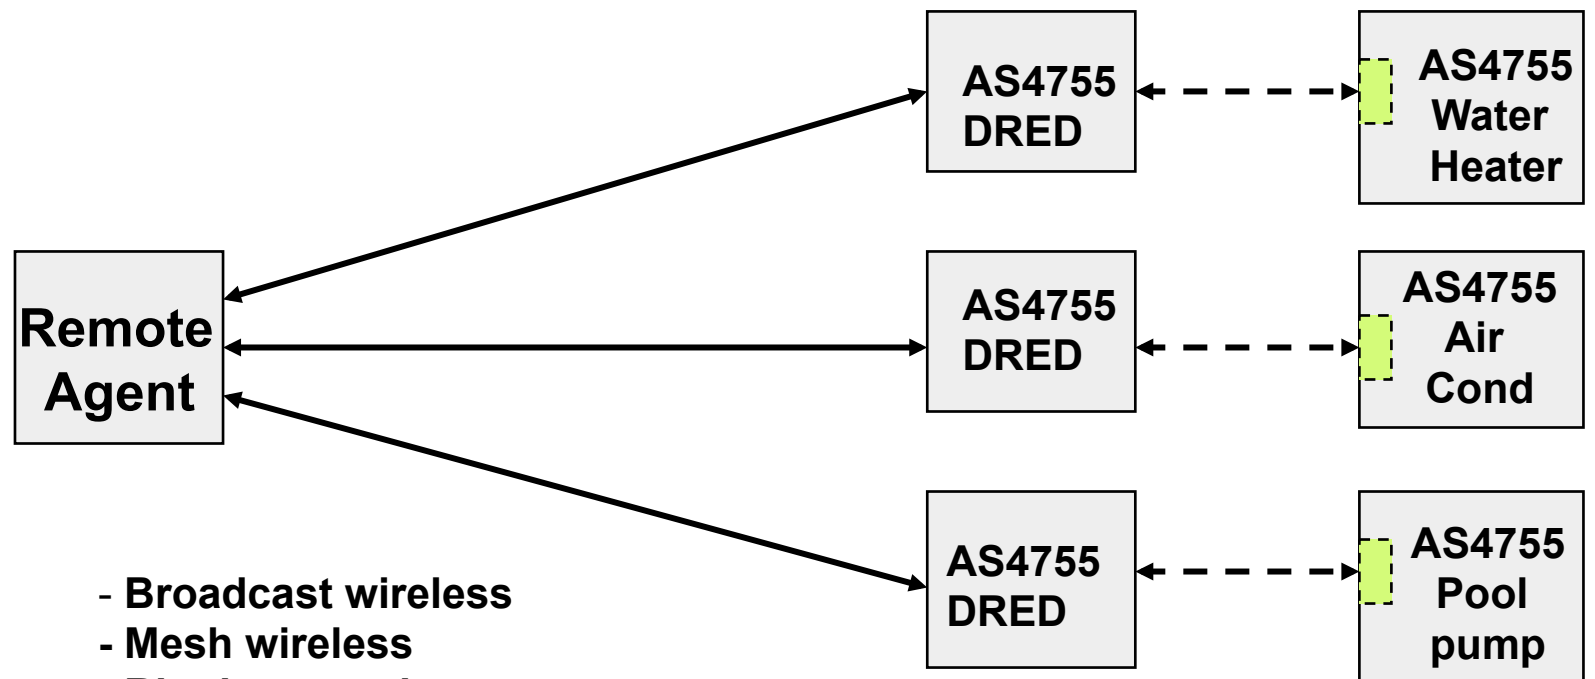 AS4755
DRED
AS4755
Water
Heater
Remote
Agent
AS4755
DRED
AS4755
Air
Cond
AS4755
DRED
AS4755
Pool
pump
- Broadcast wireless
- Mesh wireless